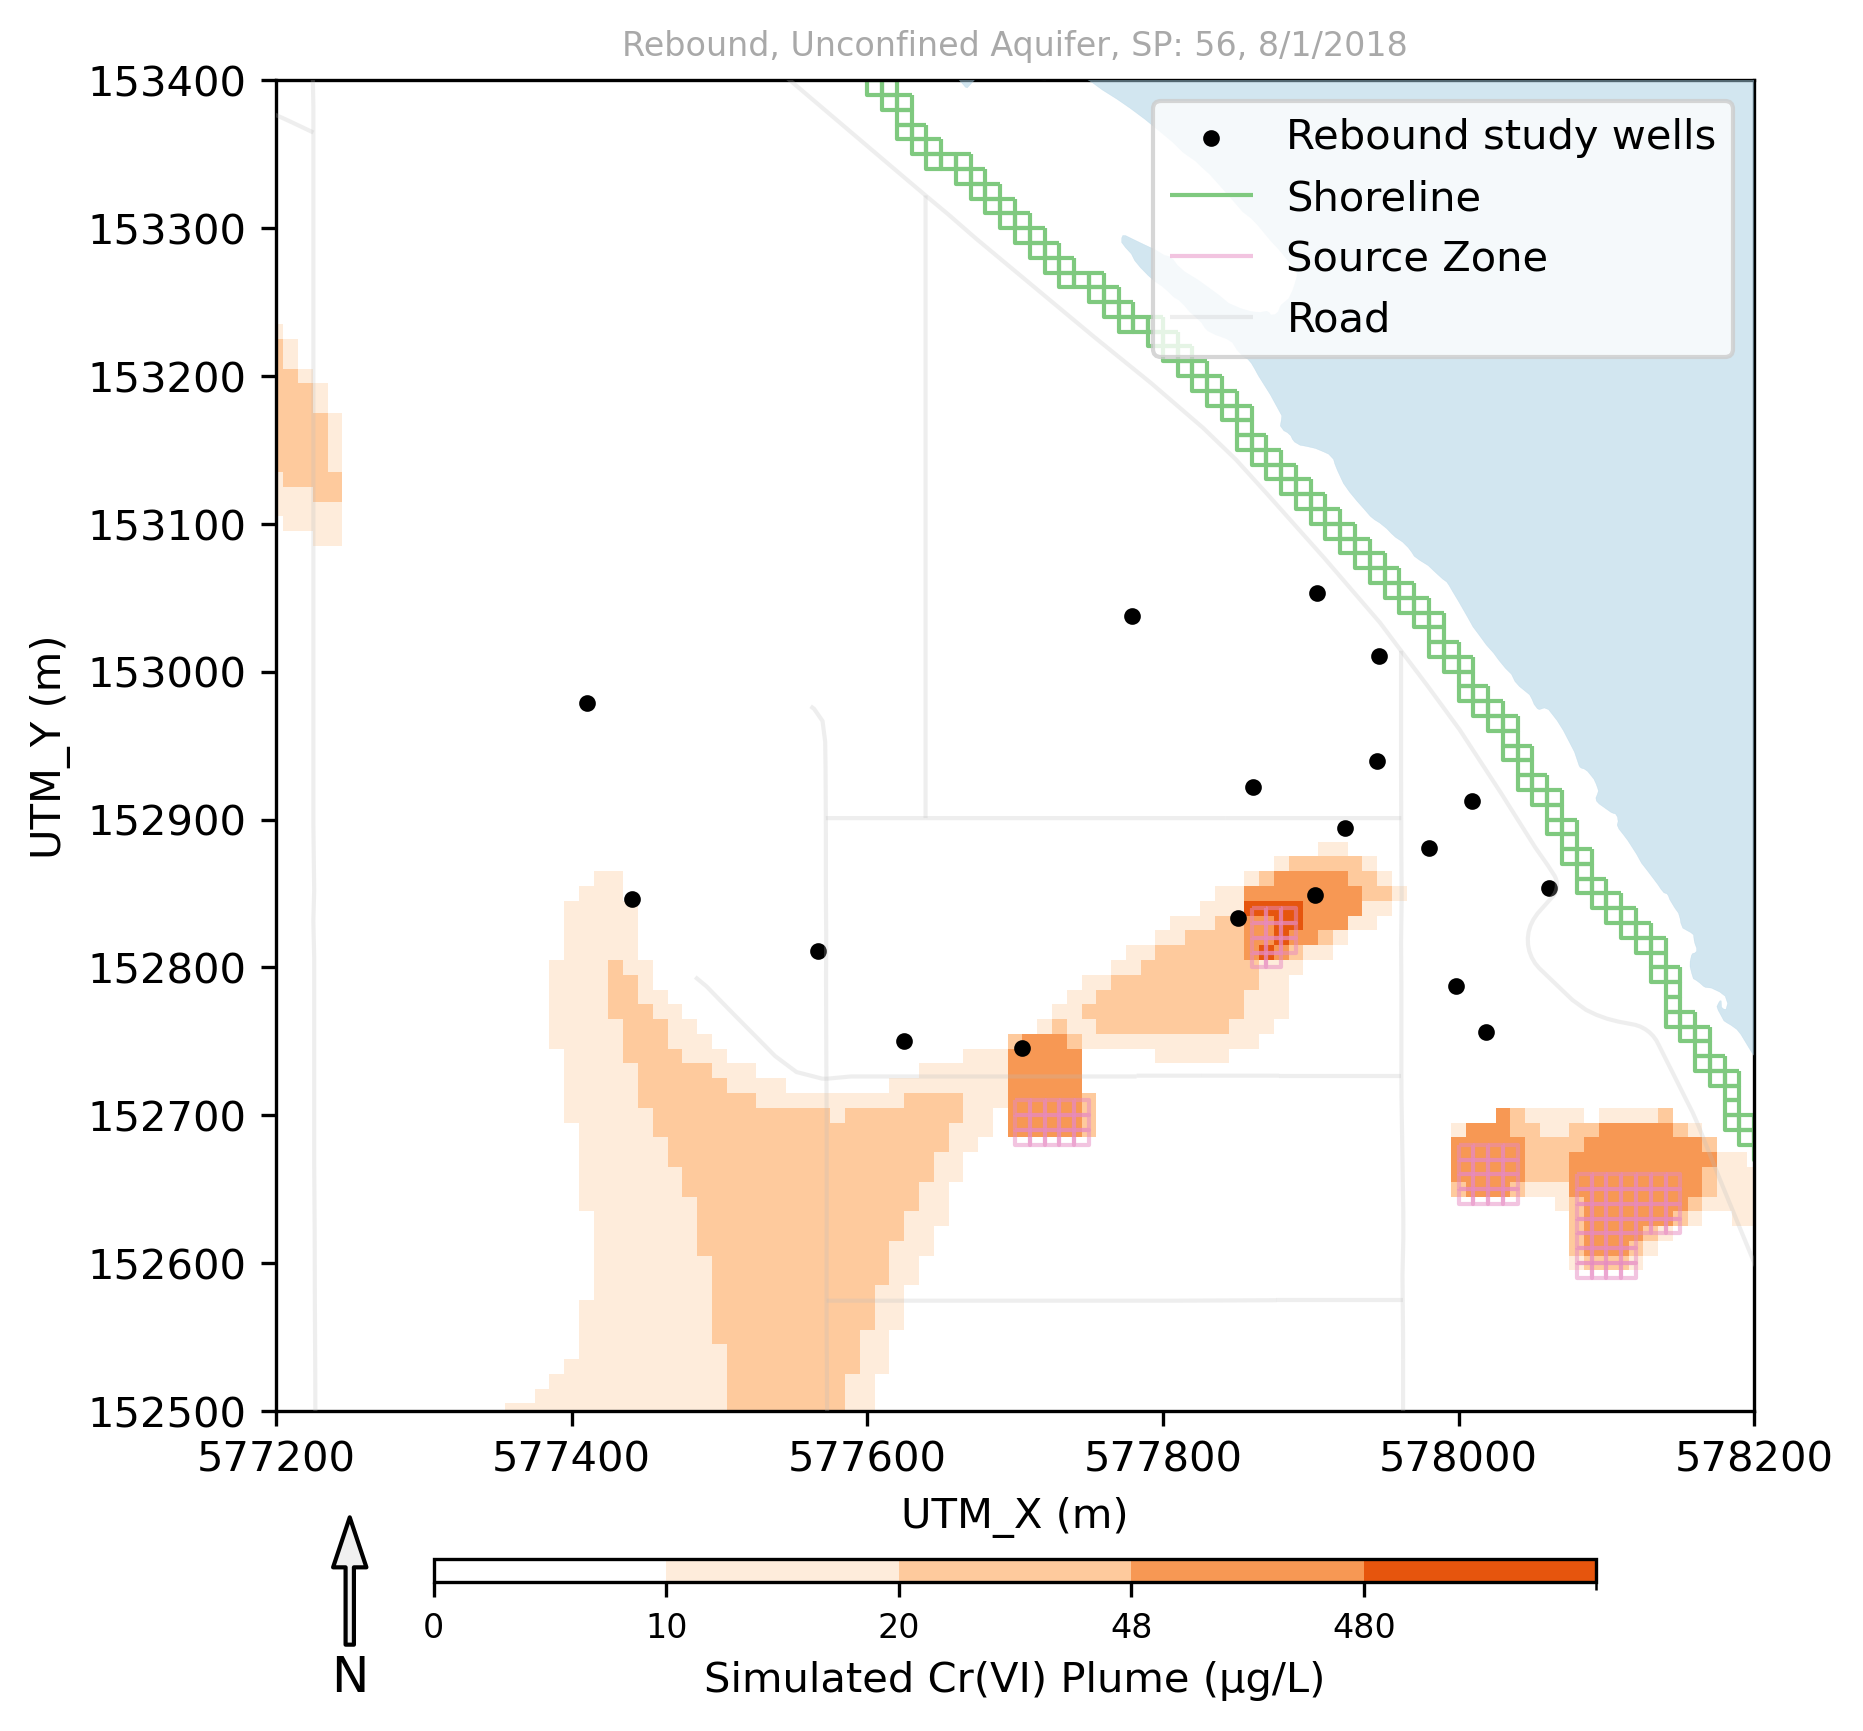 Rebound, Unconfined Aquifer, SP: 56, 8/1/2018
Rebound study wells
Shoreline
Source Zone
Road
153400
153300
153200
153100
153000
152900
152800
152700
152600
152500
UTM_Y (m)
577200 577400 577600 577800 578000 578200
UTM_X (m)
N
0 10 20 48 480
Simulated Cr(VI) Plume (μg/L)